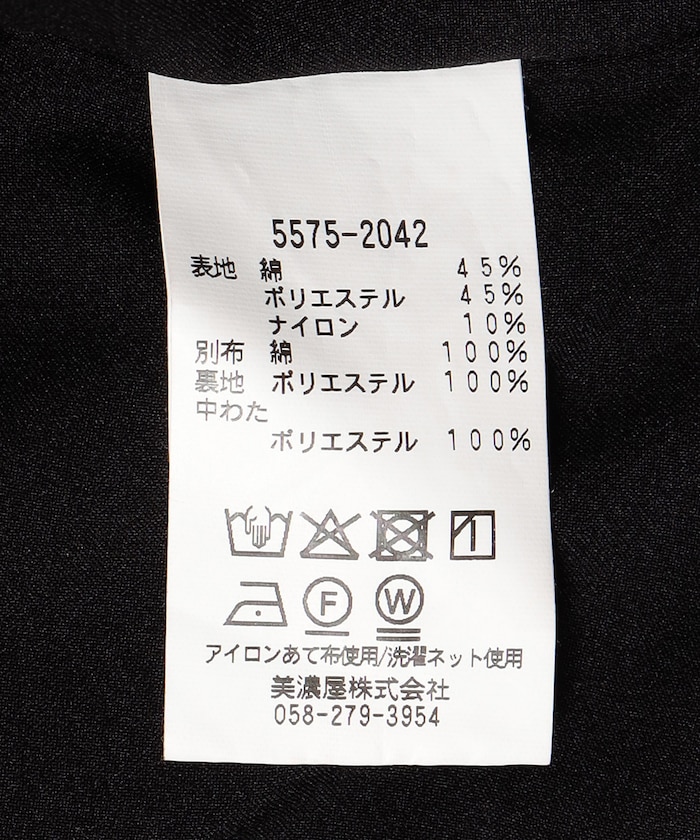 5575-2042
表地 綿 45%
ポリエステル 45%
ナイロン 10%
別布 綿 100%
裏地 ポリエステル 100%
中わた
ポリエステル 100%
F W
アイロンあて布使用/洗濯ネット使用
美濃屋株式会社
058-279-3954